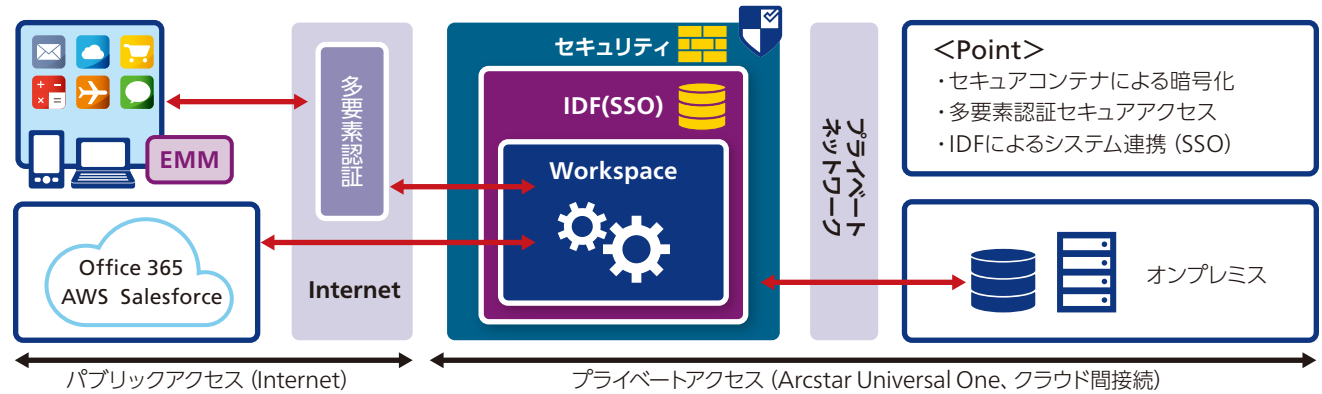 EMM
Office 365
AWS Salesforce
多要素認証
Internet
セキュリティ
IDF(SSO)
Workspace
プライベート
ネットワーク
＜Point＞
・セキュアコンテナによる暗号化
・多要素認証セキュアアクセス
・IDFによるシステム連携（SSO）
オンプレミス
パブリックアクセス（Internet）
プライベートアクセス（Arcstar Universal One、クラウド間接続）